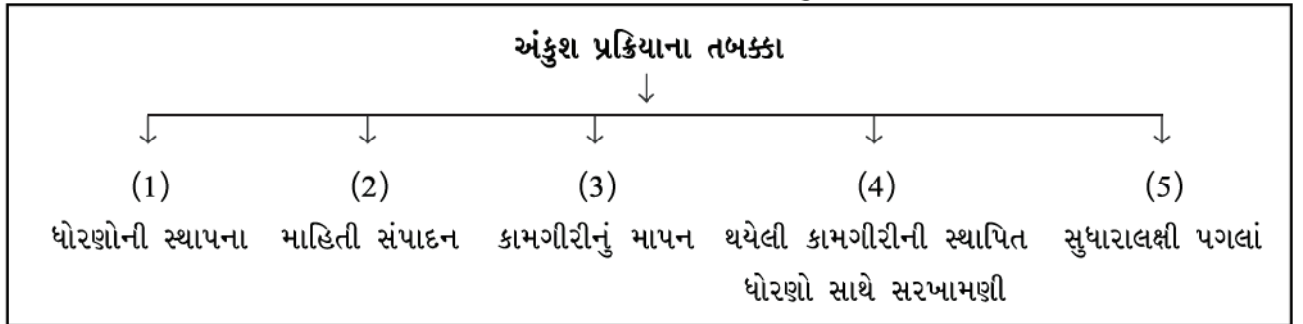 અંકુશ પ્રક્રિયાના તબક્કા
(1) (2) (3) (4) (5)
ધોરણોની સ્થાપના માહિતી સંપાદન કામગીરીનું માપન થયેલી કામગીરીની સ્થાપિત સુધારાલક્ષી પગલાં
ધોરણો સાથે સરખામણી